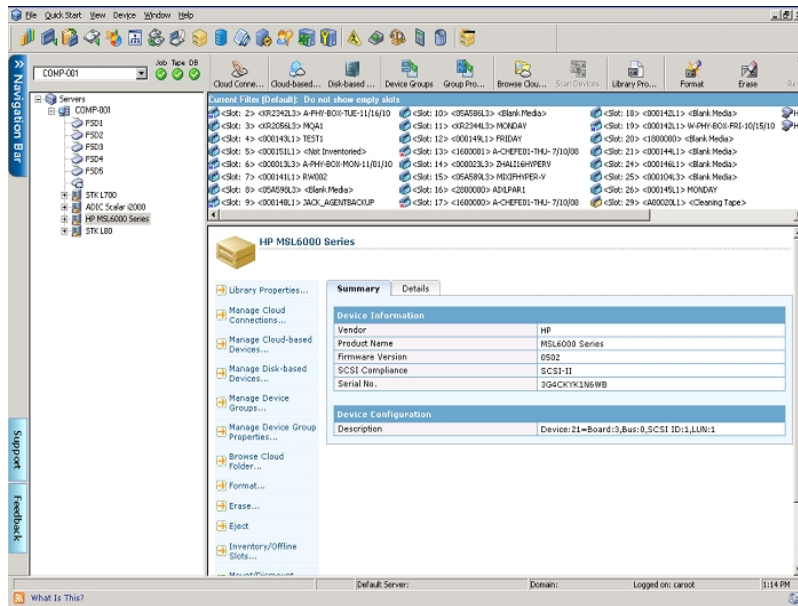 File Quick Start View Device Window Help
COMP-001
Job Tape DB
Cloud Conne... Cloud-based... Disk-based ... Device Groups Group Pro... Browse Clou... Scan Devices Library Pro... Format Erase
Navigation Bar
Servers
COMP-001
FSD1
FSD2
FSD3
FSD4
FSD5
STK L700
ADIC Scalar i2000
HP MSL6000 Series
STK L80
Current Filter (Default): Do not show empty slots
<Slot: 2> <KR2342L3> A-PHY-BOX-TUE-11/16/10
<Slot: 3> <KR2056L3> MQA1
<Slot: 4> <000143L1> TEST1
<Slot: 5> <000151L1> <Not Inventoried>
<Slot: 6> <000013L3> A-PHY-BOX-MON-11/01/10
<Slot: 7> <000141L1> RW002
<Slot: 8> <05A598L3> <Blank Media>
<Slot: 9> <000148L1> JACK_AGENTBACKUP
<Slot: 10> <05A586L3> <Blank Media>
<Slot: 11> <KR2344L3> MONDAY
<Slot: 12> <000149L1> FRIDAY
<Slot: 13> <1600001> A-CHEFE01-THU- 7/10/08
<Slot: 14> <000023L3> ZHALI16HYPERV
<Slot: 15> <05A589L3> MIXIFHYPER-V
<Slot: 16> <2800000> ADLPAR1
<Slot: 17> <1600000> A-CHEFE01-THU- 7/10/08
<Slot: 18> <000142L1> <Blank Media>
<Slot: 19> <000142L1> W-PHY-BOX-FRI-10/15/10
<Slot: 20> <1800000> <Blank Media>
<Slot: 21> <000144L1> <Blank Media>
<Slot: 24> <000146L1> <Blank Media>
<Slot: 25> <000104L3> <Blank Media>
<Slot: 26> <000145L1> MONDAY
<Slot: 29> <A00020L1> <Cleaning Tape>
HP MSL6000 Series
Library Properties...
Manage Cloud
Connections...
Manage Cloud-based
Devices...
Manage Disk-based
Devices...
Manage Device
Groups...
Manage Device Group
Properties...
Browse Cloud
Folder...
Format...
Erase...
Eject
Inventory/Offline
Slots...
Mount/Dismount
Summary Details
Device Information
Vendor HP
Product Name MSL6000 Series
Firmware Version 0502
SCSI Compliance SCSI-II
Serial No. 3G4CKYK1N6WB
Device Configuration
Description Device:21=Board:3,Bus:0,SCSI ID:1,LUN:1
Support
Feedback
Default Server: Domain: Logged on: caroot 1:14 PM
What Is This?